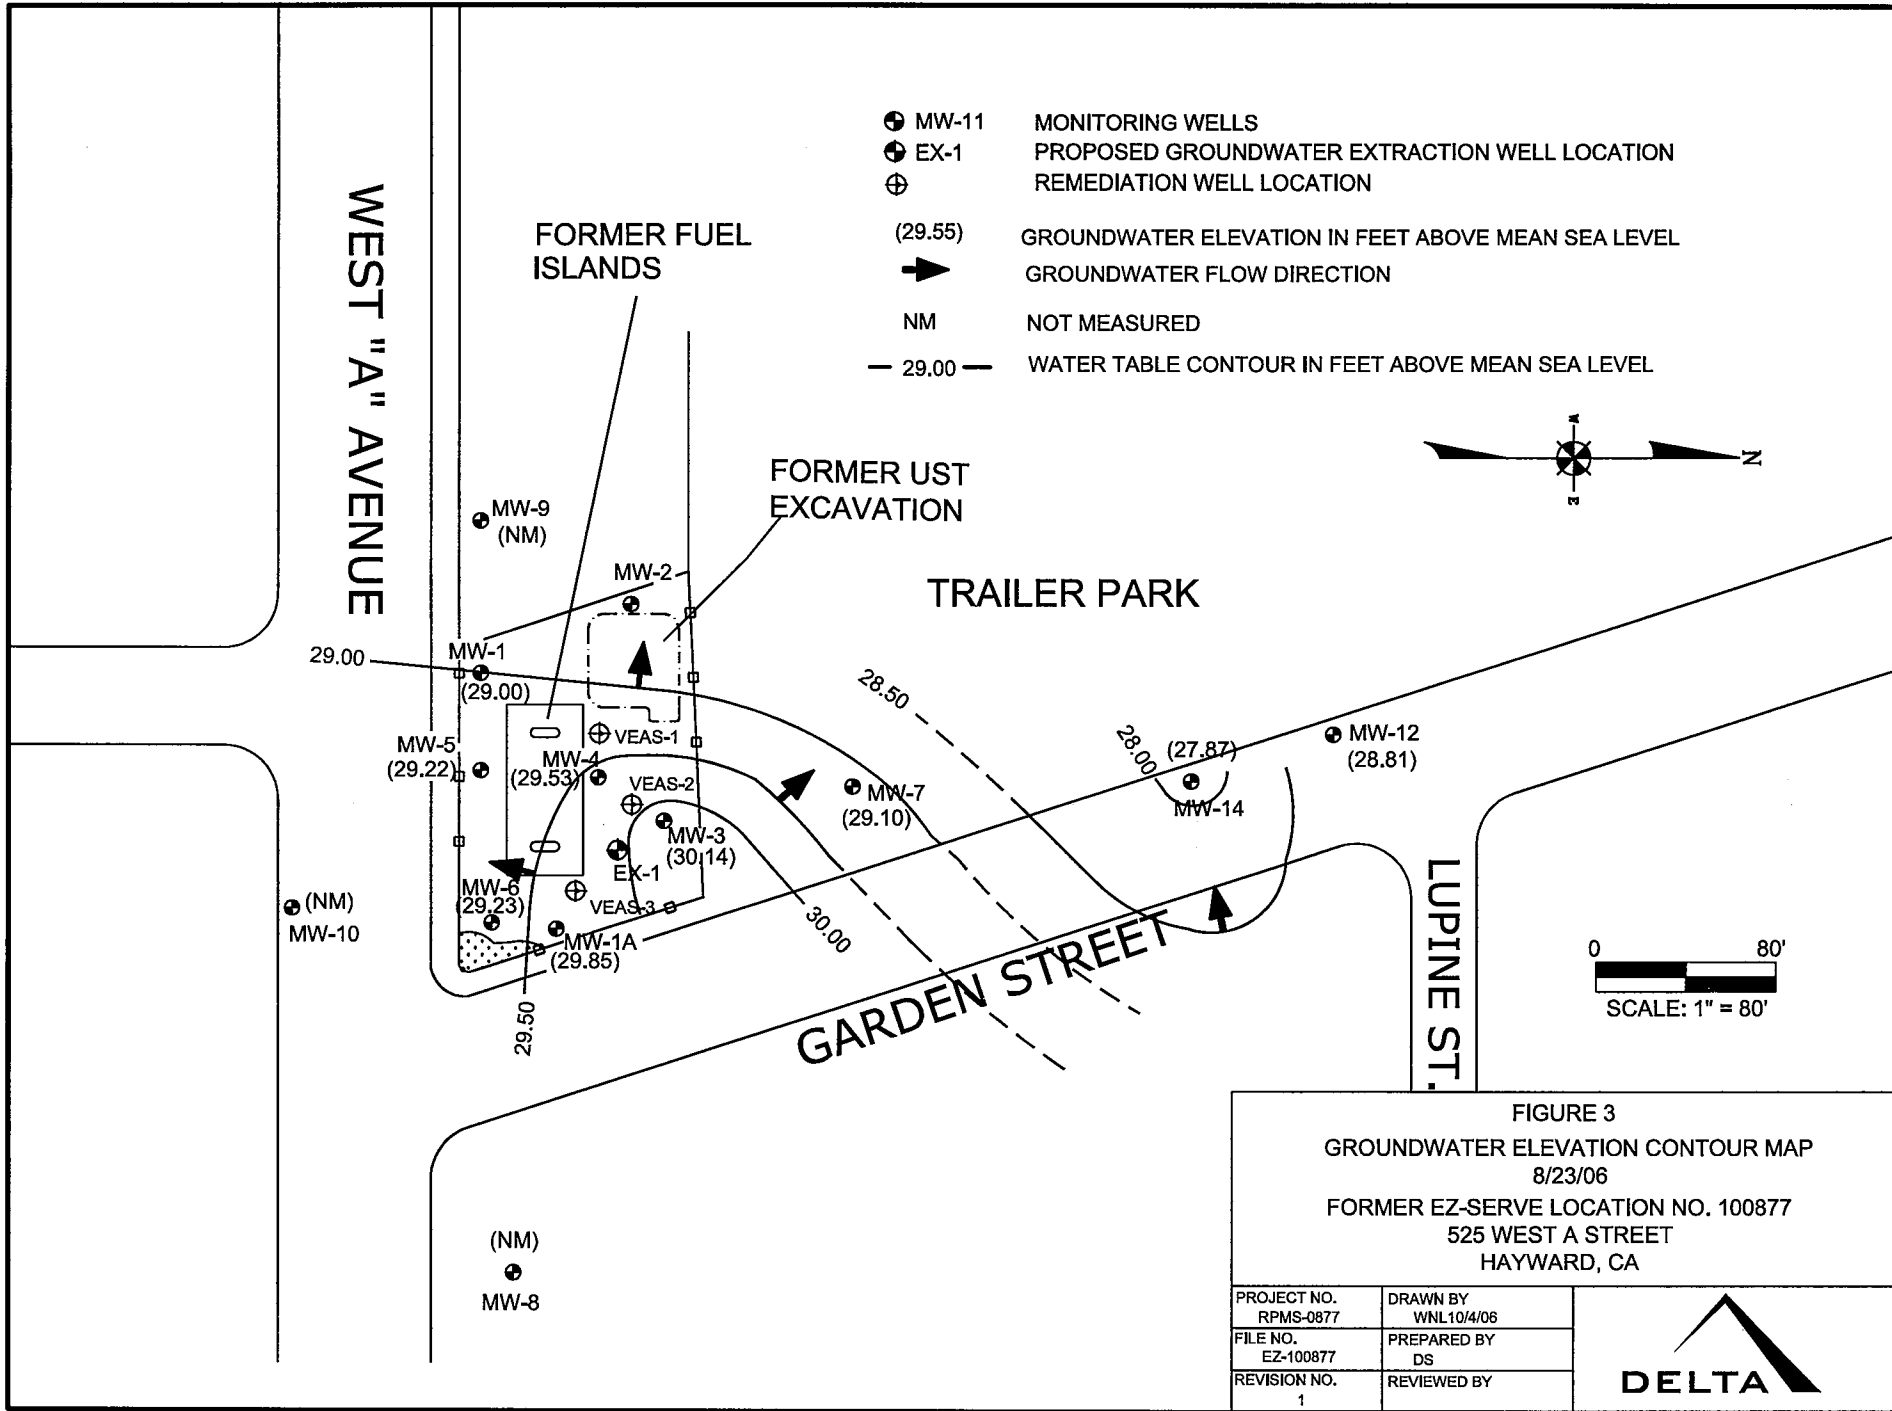 MW-11 MONITORING WELLS
EX-1 PROPOSED GROUNDWATER EXTRACTION WELL LOCATION
REMEDIATION WELL LOCATION
(29.55) GROUNDWATER ELEVATION IN FEET ABOVE MEAN SEA LEVEL
GROUNDWATER FLOW DIRECTION
NM NOT MEASURED
29.00 WATER TABLE CONTOUR IN FEET ABOVE MEAN SEA LEVEL
WEST "A" AVENUE
FORMER FUEL
ISLANDS
FORMER UST
EXCAVATION
W
N
E
MW-9
(NM)
MW-2
TRAILER PARK
29.00
MW-1
(29.00)
28.50
MW-5
(29.22)
VEAS-1
MW-4
(29.53)
VEAS-2
MW-7
(29.10)
28.00
(27.87)
MW-14
MW-12
(28.81)
MW-3
(30.14)
EX-1
MW-6
(29.23)
VEAS-3
MW-1A
(29.85)
30.00
29.50
(NM)
MW-10
GARDEN STREET
LUPINE ST.
0 80'
SCALE: 1" = 80'
(NM)
MW-8
FIGURE 3
GROUNDWATER ELEVATION CONTOUR MAP
8/23/06
FORMER EZ-SERVE LOCATION NO. 100877
525 WEST A STREET
HAYWARD, CA
PROJECT NO.
RPMS-0877
DRAWN BY
WNL10/4/06
FILE NO.
EZ-100877
PREPARED BY
DS
REVISION NO.
1
REVIEWED BY
DELTA